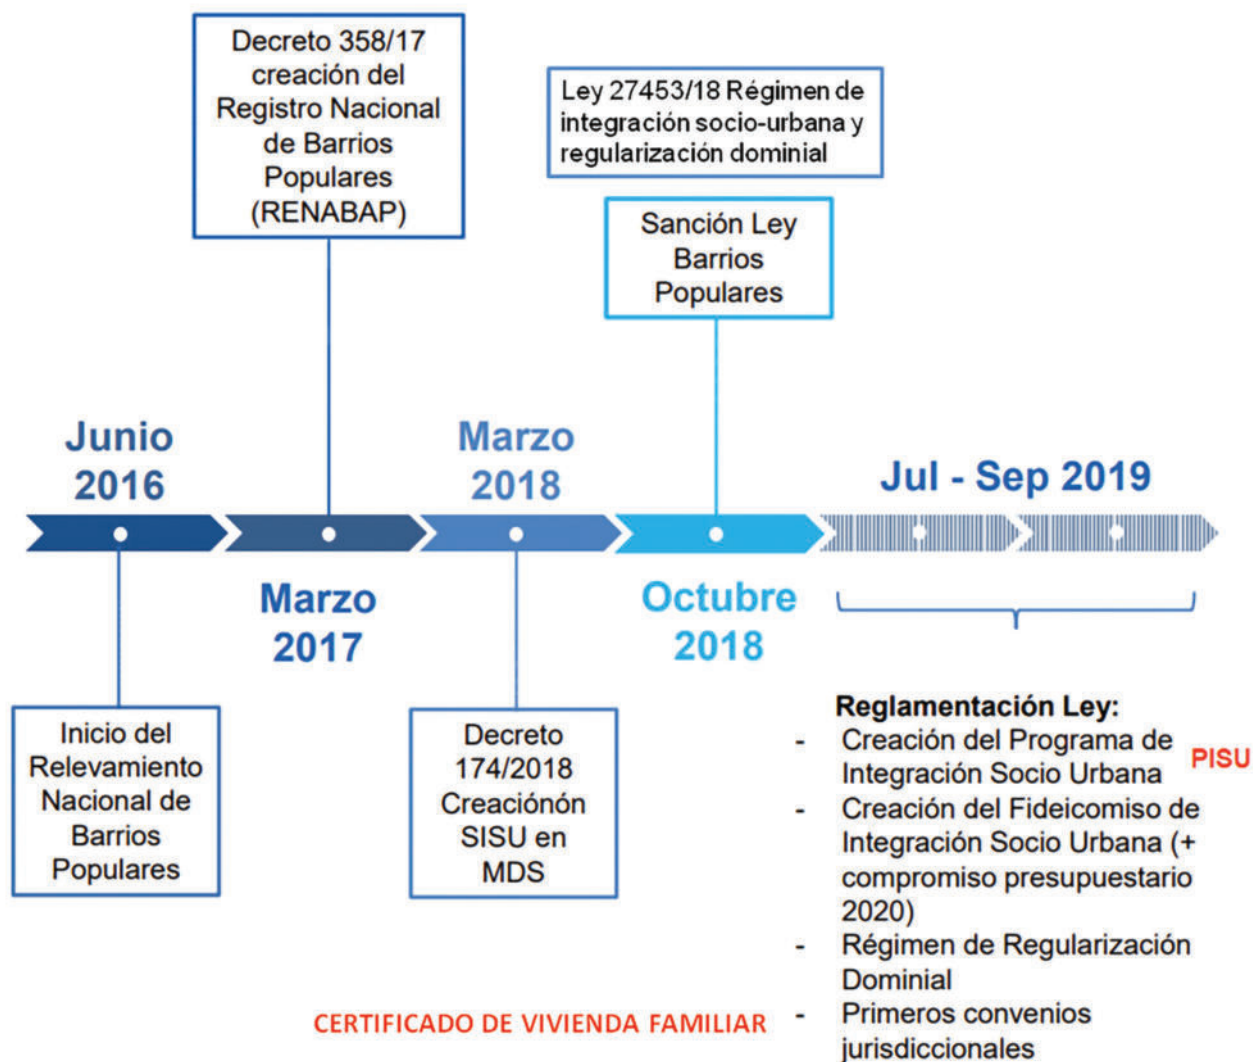 Decreto 358/17
creación del
Registro Nacional
de Barrios
Populares
(RENABAP)
Ley 27453/18 Régimen de
integración socio-urbana y
regularización dominial
Sanción Ley
Barrios
Populares
Junio
2016
Marzo
2018
Jul - Sep 2019
Marzo
2017
Octubre
2018
Inicio del
Relevamiento
Nacional de
Barrios
Populares
Decreto
174/2018
Creaciónón
SISU en
MDS
Reglamentación Ley:
- Creación del Programa de
Integración Socio Urbana PISU
- Creación del Fideicomiso de
Integración Socio Urbana (+
compromiso presupuestario
2020)
- Régimen de Regularización
Dominial
- Primeros convenios
jurisdiccionales
CERTIFICADO DE VIVIENDA FAMILIAR